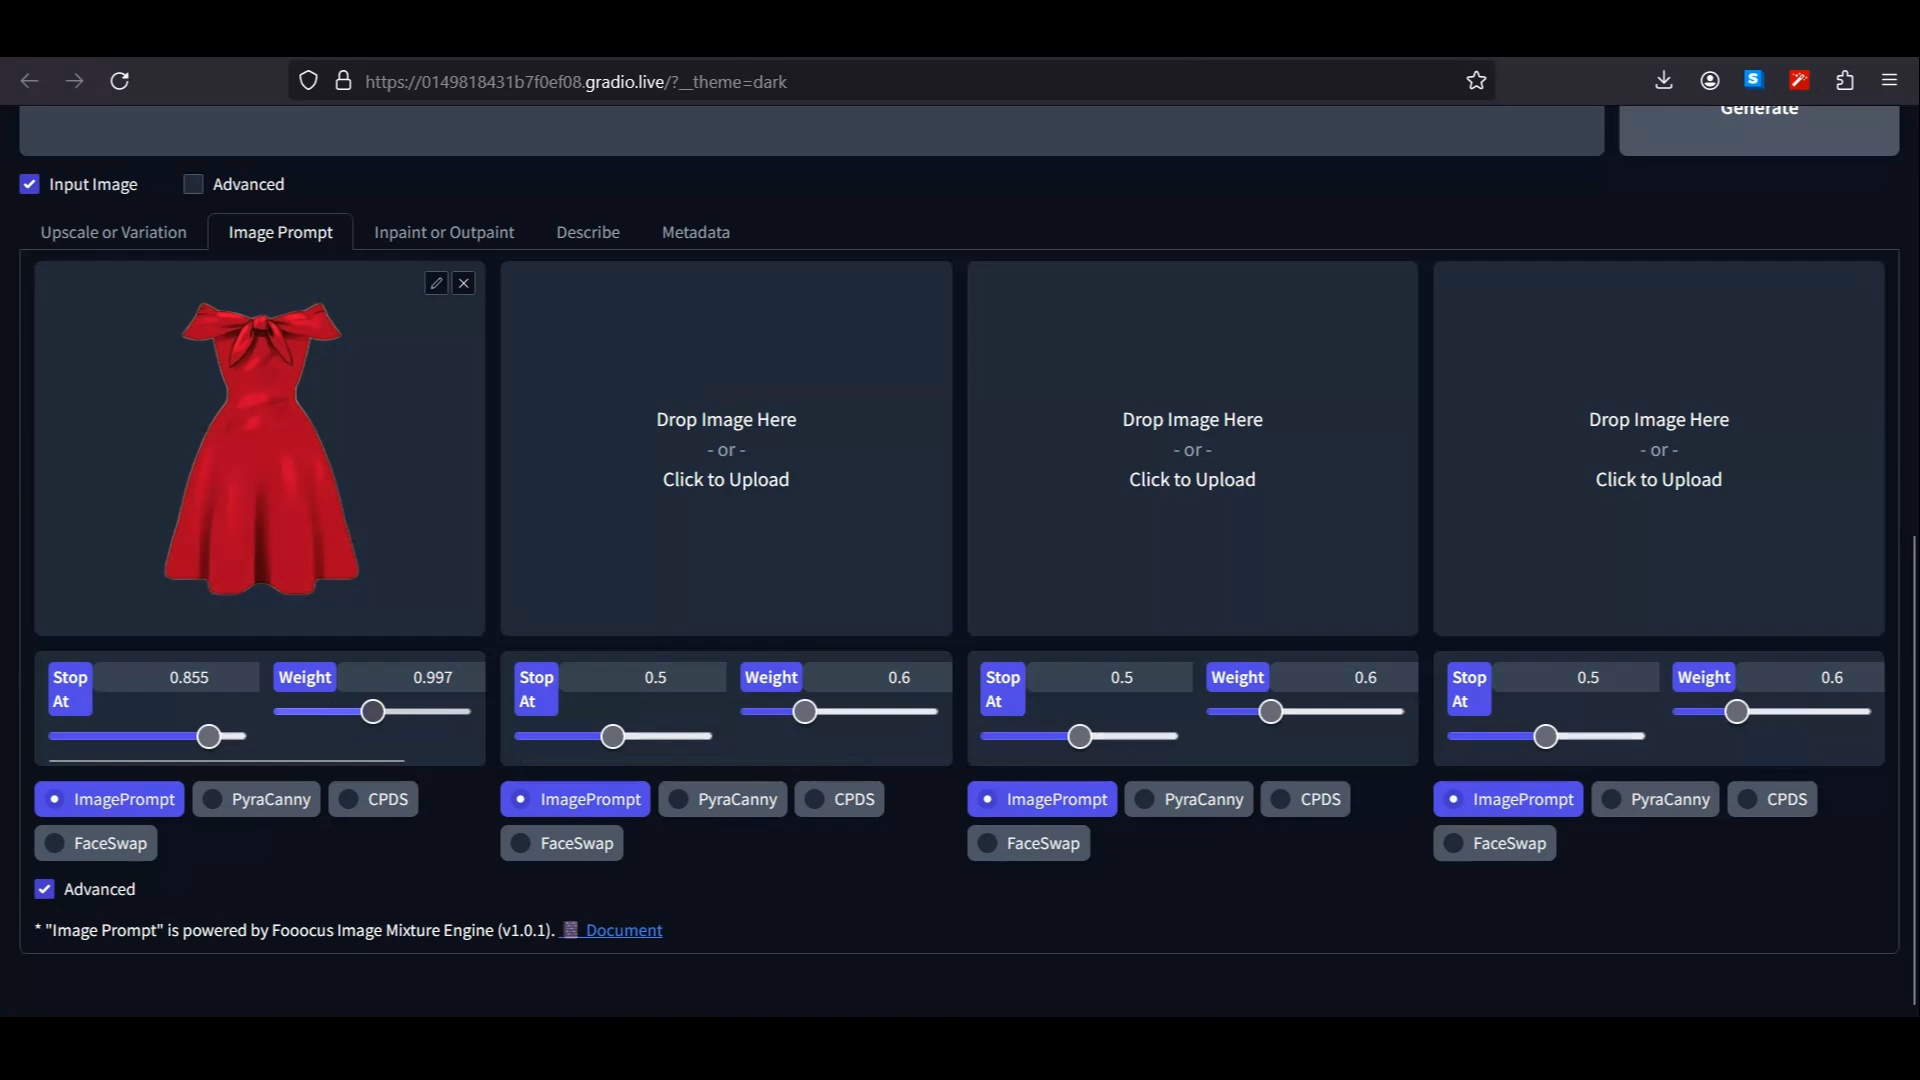 https://0149818431b7f0ef08.gradio.live/?__theme=dark
S
Generate
Input Image Advanced
Upscale or Variation Image Prompt Inpaint or Outpaint Describe Metadata
Drop Image Here
- or -
Click to Upload
Drop Image Here
- or -
Click to Upload
Drop Image Here
- or -
Click to Upload
Stop At 0.855 Weight 0.997
Stop At 0.5 Weight 0.6
Stop At 0.5 Weight 0.6
Stop At 0.5 Weight 0.6
ImagePrompt PyraCanny CPDS
FaceSwap
ImagePrompt PyraCanny CPDS
FaceSwap
ImagePrompt PyraCanny CPDS
FaceSwap
ImagePrompt PyraCanny CPDS
FaceSwap
Advanced
* "Image Prompt" is powered by Fooocus Image Mixture Engine (v1.0.1). Document